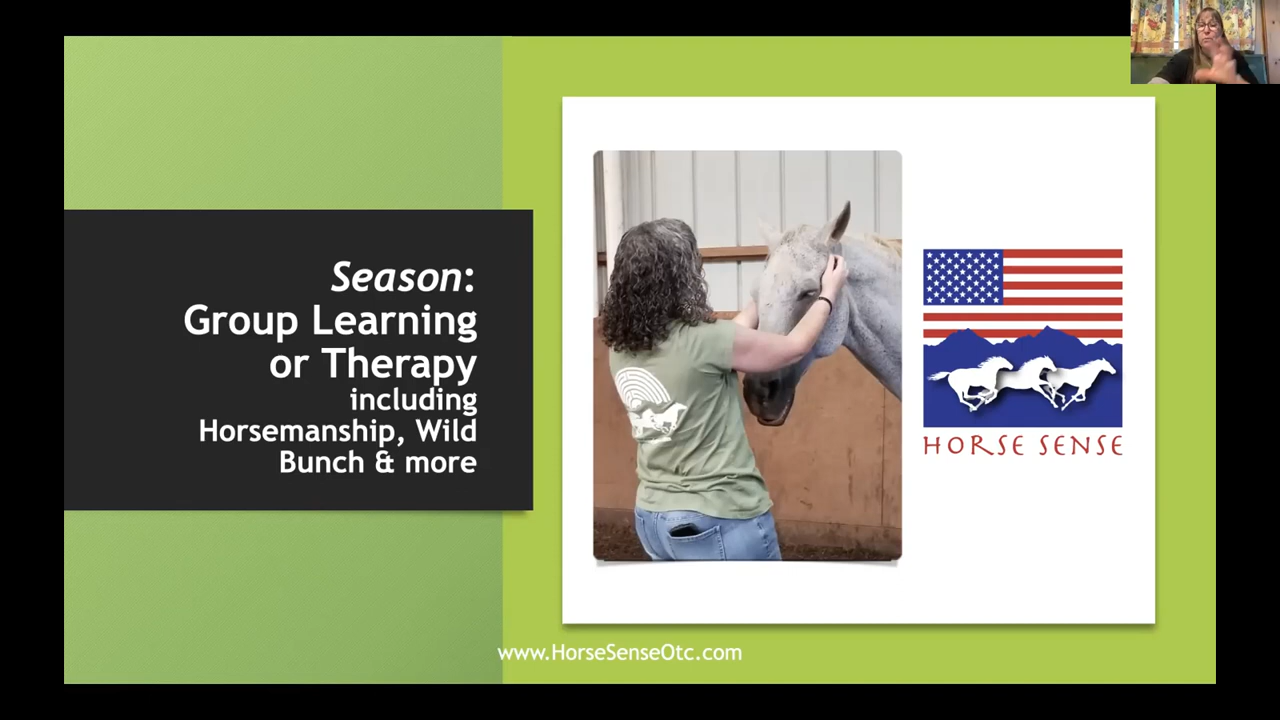 Season:
Group Learning
or Therapy
including
Horsemanship, Wild
Bunch & more
HORSE SENSE
www.HorseSenseOtc.com